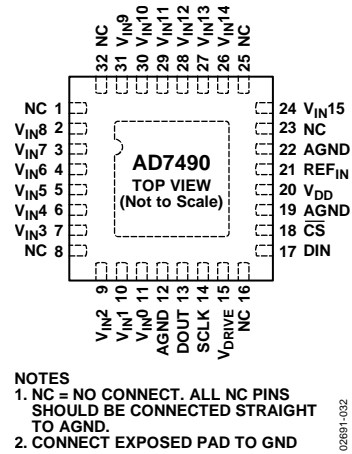 32 NC
31 VIN9
30 VIN10
29 VIN11
28 VIN12
27 VIN13
26 VIN14
25 NC
NC 1
VIN8 2
VIN7 3
VIN6 4
VIN5 5
VIN4 6
VIN3 7
NC 8
AD7490
TOP VIEW
(Not to Scale)
24 VIN15
23 NC
22 AGND
21 REFIN
20 VDD
19 AGND
18 C̅S̅
17 DIN
VIN2 9
VIN1 10
VIN0 11
AGND 12
DOUT 13
SCLK 14
VDRIVE 15
NC 16
NOTES
1. NC = NO CONNECT. ALL NC PINS
SHOULD BE CONNECTED STRAIGHT
TO AGND.
2. CONNECT EXPOSED PAD TO GND
02691-032